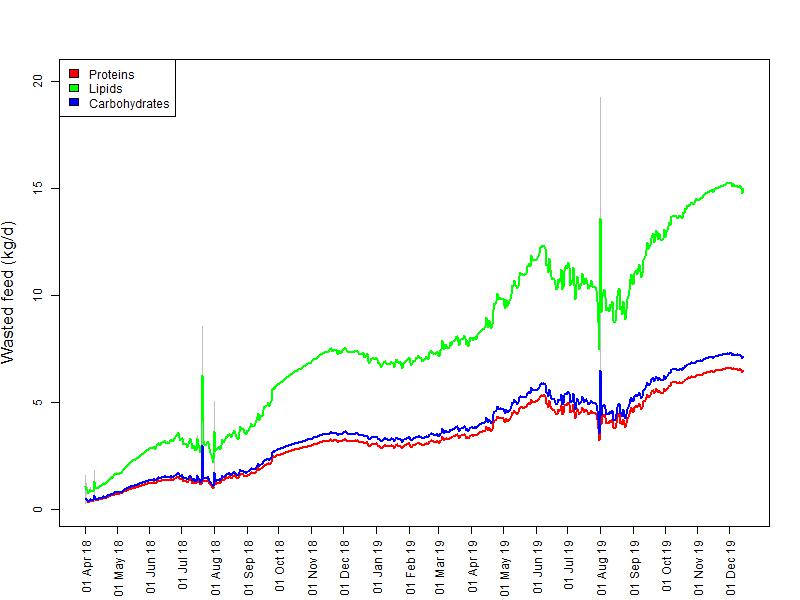 Proteins
Lipids
Carbohydrates
Wasted feed (kg/d)
20
15
10
5
0
01 Apr 18
01 May 18
01 Jun 18
01 Jul 18
01 Aug 18
01 Sep 18
01 Oct 18
01 Nov 18
01 Dec 18
01 Jan 19
01 Feb 19
01 Mar 19
01 Apr 19
01 May 19
01 Jun 19
01 Jul 19
01 Aug 19
01 Sep 19
01 Oct 19
01 Nov 19
01 Dec 19